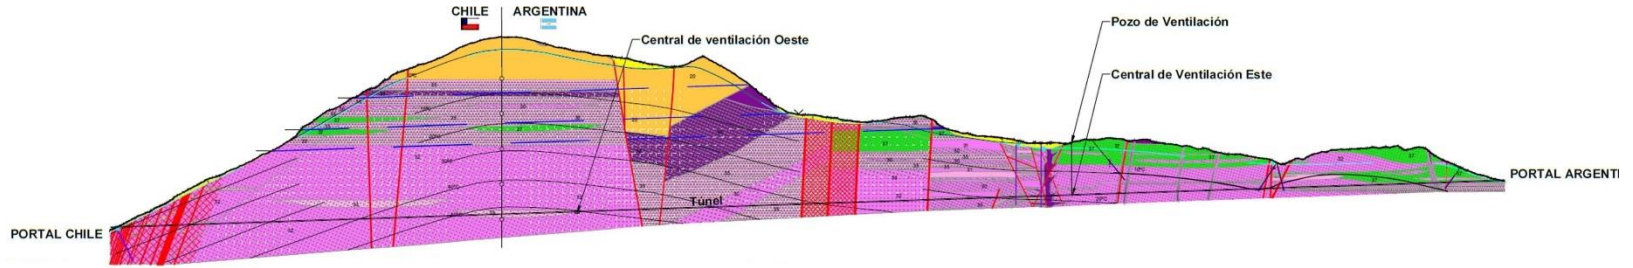 CHILE
ARGENTINA
Pozo de Ventilación
Central de ventilación Oeste
Central de Ventilación Este
PORTAL ARGENTI
Túnel
PORTAL CHILE